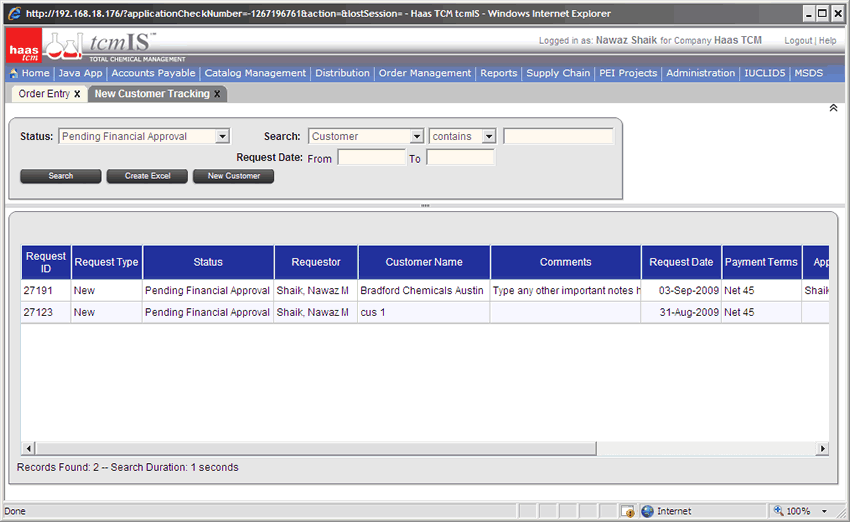 http://192.168.18.176/?applicationCheckNumber=-1267196761&action=&lostSession= - Haas TCM tcmIS - Windows Internet Explorer
haas tcm
tcmIS™
TOTAL CHEMICAL MANAGEMENT
Logged in as: Nawaz Shaik for Company Haas TCM Logout | Help
Home | Java App | Accounts Payable | Catalog Management | Distribution | Order Management | Reports | Supply Chain | PEI Projects | Administration | IUCLID5 | MSDS
Order Entry x New Customer Tracking x
Status: Pending Financial Approval Search: Customer contains
Request Date: From To
Search Create Excel New Customer
Request ID Request Type Status Requestor Customer Name Comments Request Date Payment Terms App
27191 New Pending Financial Approval Shaik, Nawaz M Bradford Chemicals Austin Type any other important notes h 03-Sep-2009 Net 45 Shaik
27123 New Pending Financial Approval Shaik, Nawaz M cus 1 31-Aug-2009 Net 45
Records Found: 2 -- Search Duration: 1 seconds
Done Internet 100%